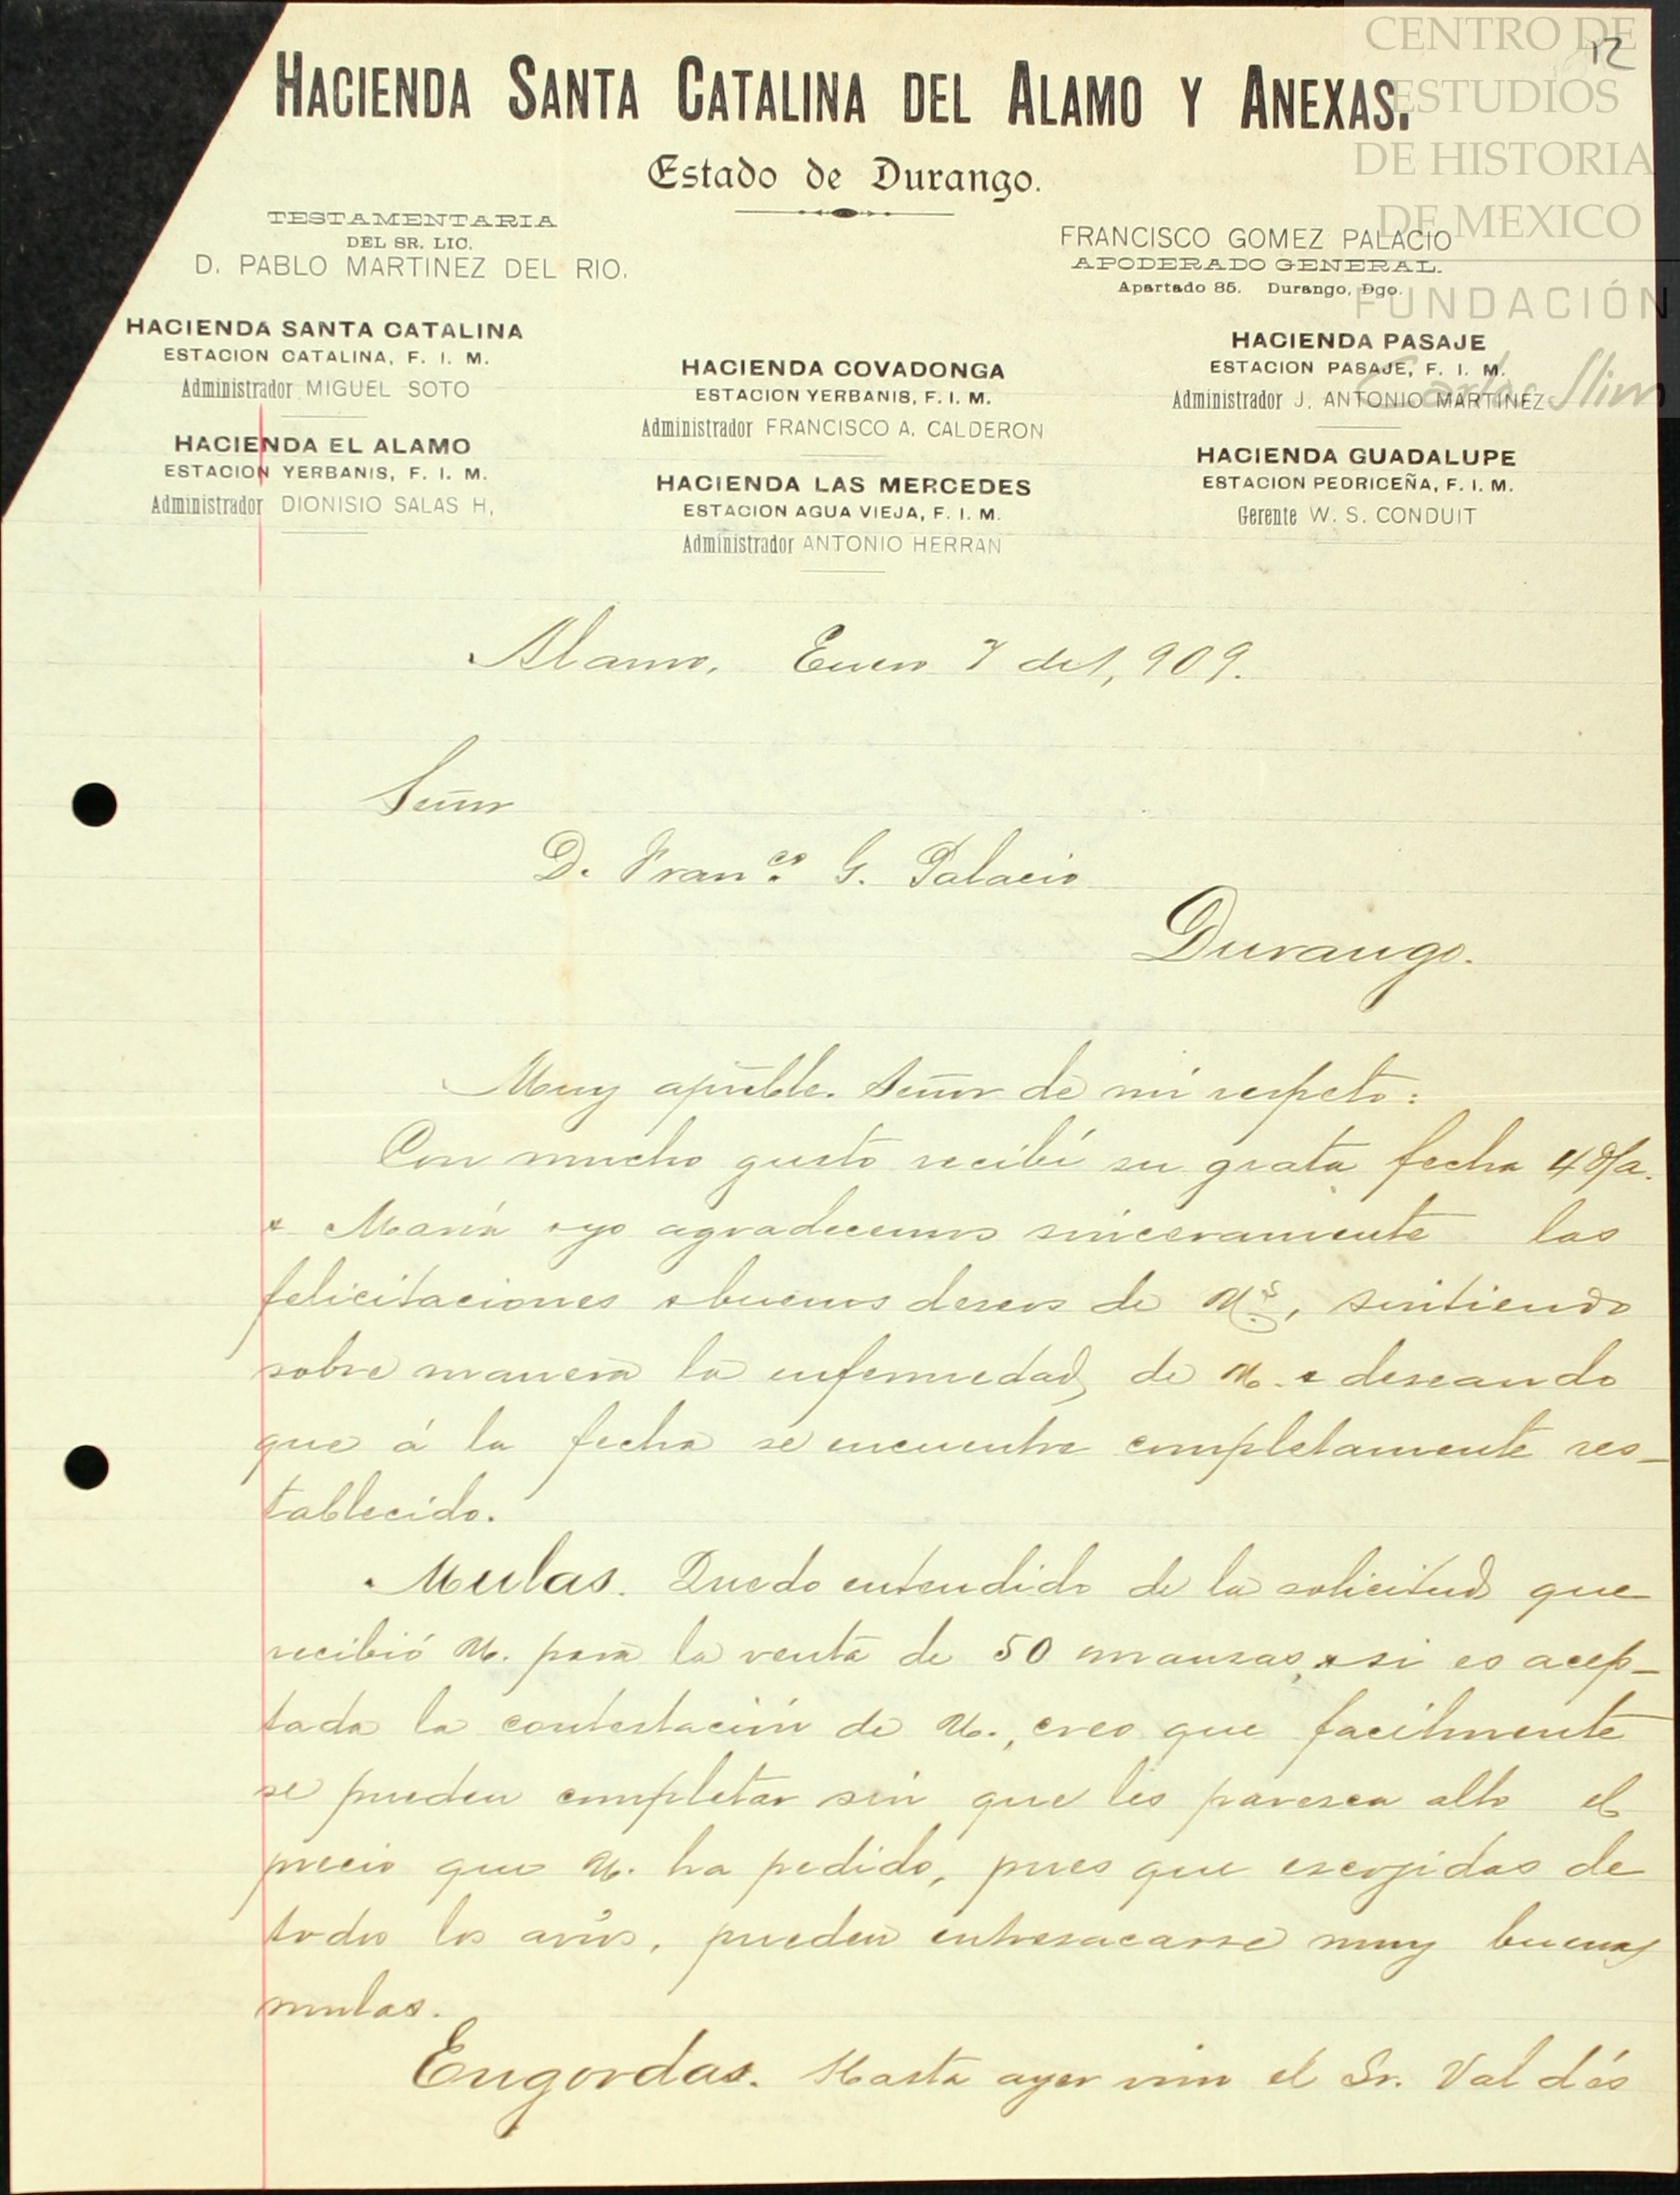 12
CENTRO DE
ESTUDIOS
DE HISTORIA
DE MEXICO
FUNDACIÓN
Carlos Slim
HACIENDA SANTA CATALINA DEL ALAMO Y ANEXAS.
Estado de Durango.
TESTAMENTARIA
DEL SR. LIC.
D. PABLO MARTINEZ DEL RIO.
FRANCISCO GOMEZ PALACIO
APODERADO GENERAL.
Apartado 85. Durango, Dgo.
HACIENDA SANTA CATALINA
ESTACION CATALINA, F. I. M.
Administrador MIGUEL SOTO
HACIENDA EL ALAMO
ESTACION YERBANIS, F. I. M.
Administrador DIONISIO SALAS H,
HACIENDA COVADONGA
ESTACION YERBANIS, F. I. M.
Administrador FRANCISCO A. CALDERON
HACIENDA LAS MERCEDES
ESTACION AGUA VIEJA, F. I. M.
Administrador ANTONIO HERRAN
HACIENDA PASAJE
ESTACION PASAJE, F. I. M.
Administrador J. ANTONIO MARTINEZ
HACIENDA GUADALUPE
ESTACION PEDRICEÑA, F. I. M.
Gerente W. S. CONDUIT
Alamo, Enero 7 de 1,909.
Señor
D. Fran.co G. Palacio
Durango.
Muy apñble. Señor de mi respeto:
Con mucho gusto recibí su grata fecha 4
María yo agradecemos sinceramente las
felicitaciones buenos deseos de Us, sintiendo
sobre manera la enfermedad de U. deseando
que á la fecha se encuentre completamente res-
tablecido.
Mulas. Quedo entendido de la solicitud que
recibió U. para la venta de 50 mansas, si es acep-
tada la contestación de U., creo que facilmente
se pueden completar sin que les paresca alto el
precio que U. ha pedido, pues que escojidas de
todos los años, pueden entresacarse muy buenas
mulas.
Engordas. Hasta ayer vino el Sr. Valdés